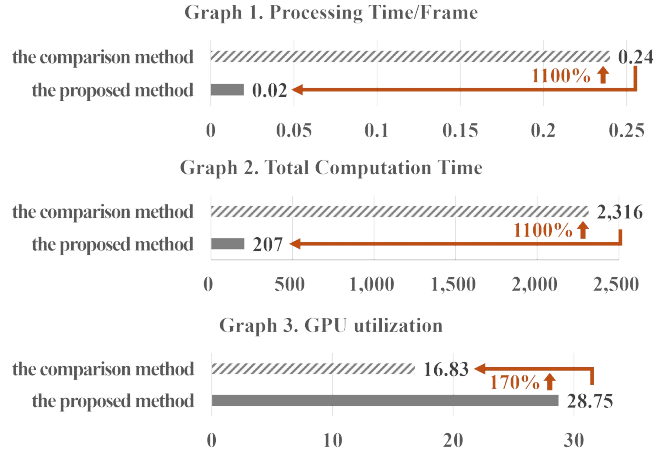 Graph 1. Processing Time/Frame
the comparison method 0.24
1100%
the proposed method 0.02
0 0.05 0.1 0.15 0.2 0.25
Graph 2. Total Computation Time
the comparison method 2,316
1100%
the proposed method 207
0 500 1,000 1,500 2,000 2,500
Graph 3. GPU utilization
the comparison method 16.83
170%
the proposed method 28.75
0 10 20 30